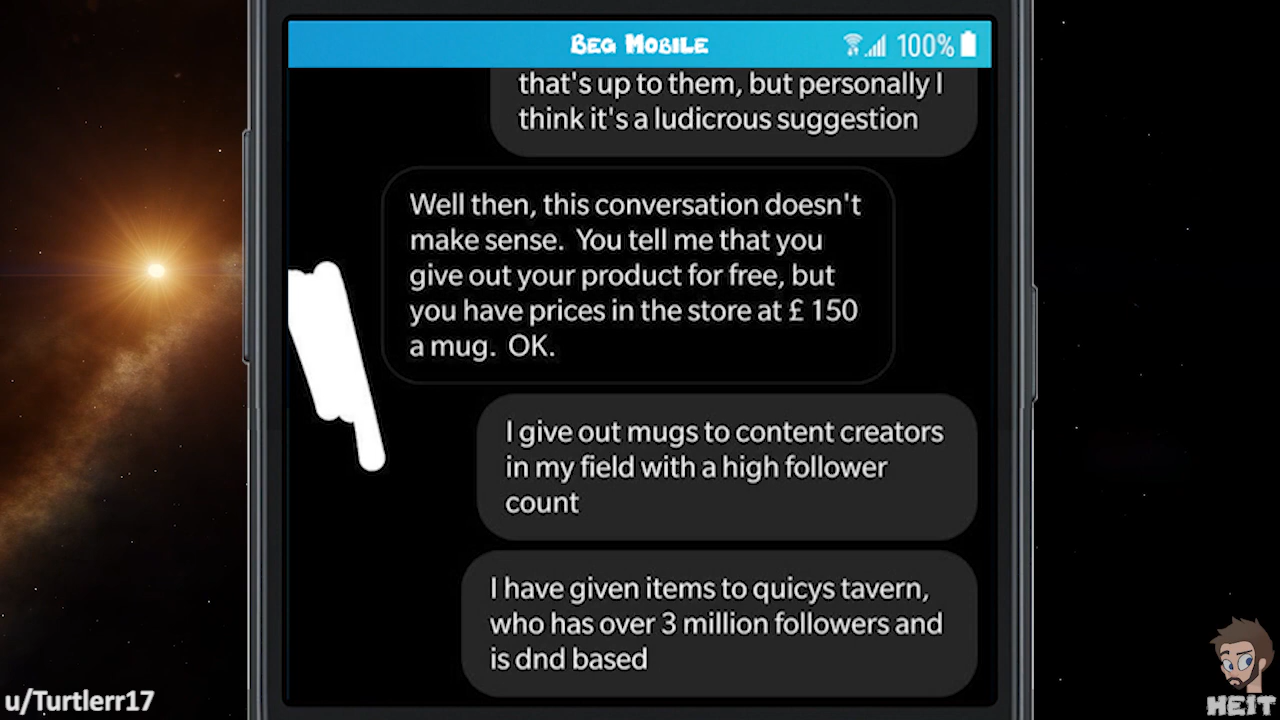 Beg Mobile
100%
that's up to them, but personally I
think it's a ludicrous suggestion
Well then, this conversation doesn't
make sense.  You tell me that you
give out your product for free, but
you have prices in the store at £ 150
a mug.  OK.
I give out mugs to content creators
in my field with a high follower
count
I have given items to quicys tavern,
who has over 3 million followers and
is dnd based
u/Turtlerr17
HEIT